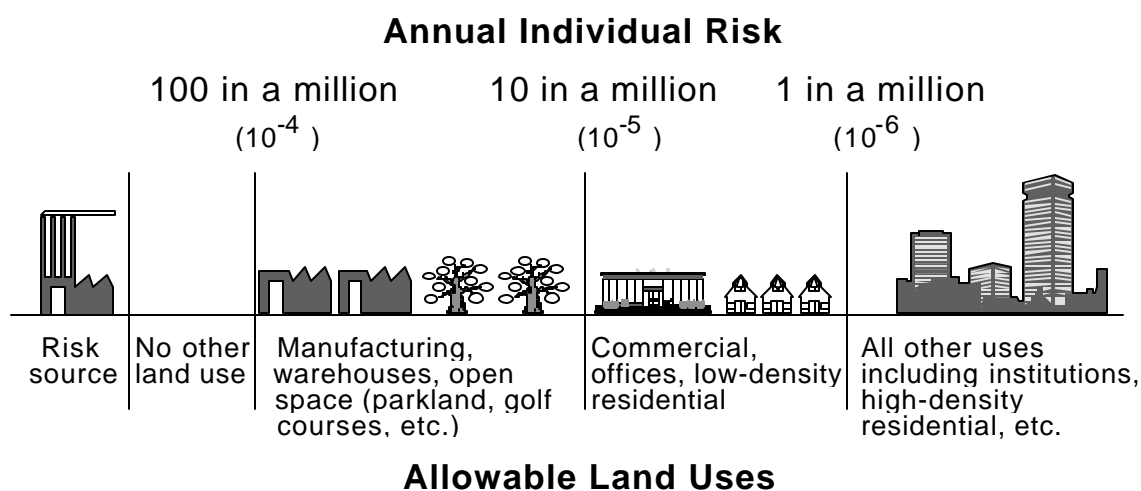 Annual Individual Risk
100 in a million
(10⁻⁴ )
10 in a million
(10⁻⁵ )
1 in a million
(10⁻⁶ )
Risk
source
No other
land use
Manufacturing,
warehouses, open
space (parkland, golf
courses, etc.)
Commercial,
offices, low-density
residential
All other uses
including institutions,
high-density
residential, etc.
Allowable Land Uses